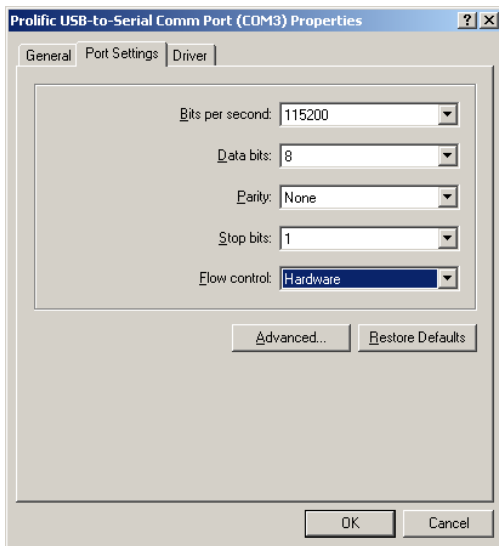 Prolific USB-to-Serial Comm Port (COM3) Properties
General Port Settings Driver
Bits per second: 115200
Data bits: 8
Parity: None
Stop bits: 1
Flow control: Hardware
Advanced... Restore Defaults
OK Cancel